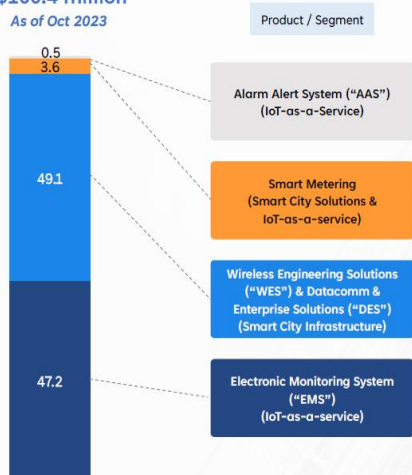 As of Oct 2023
Product / Segment
0.5
3.6
49.1
47.2
Alarm Alert System (“AAS”)
(IoT-as-a-Service)
Smart Metering
(Smart City Solutions &
IoT-as-a-service)
Wireless Engineering Solutions
(“WES”) & Datacomm &
Enterprise Solutions (“DES”)
(Smart City Infrastructure)
Electronic Monitoring System
(“EMS”)
(IoT-as-a-service)